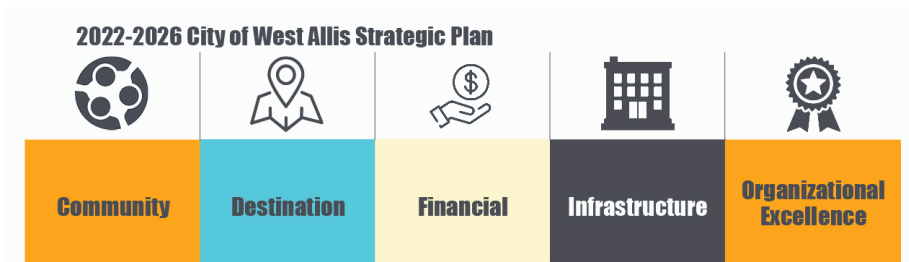 2022-2026 City of West Allis Strategic Plan
Community
Destination
Financial
Infrastructure
Organizational
Excellence